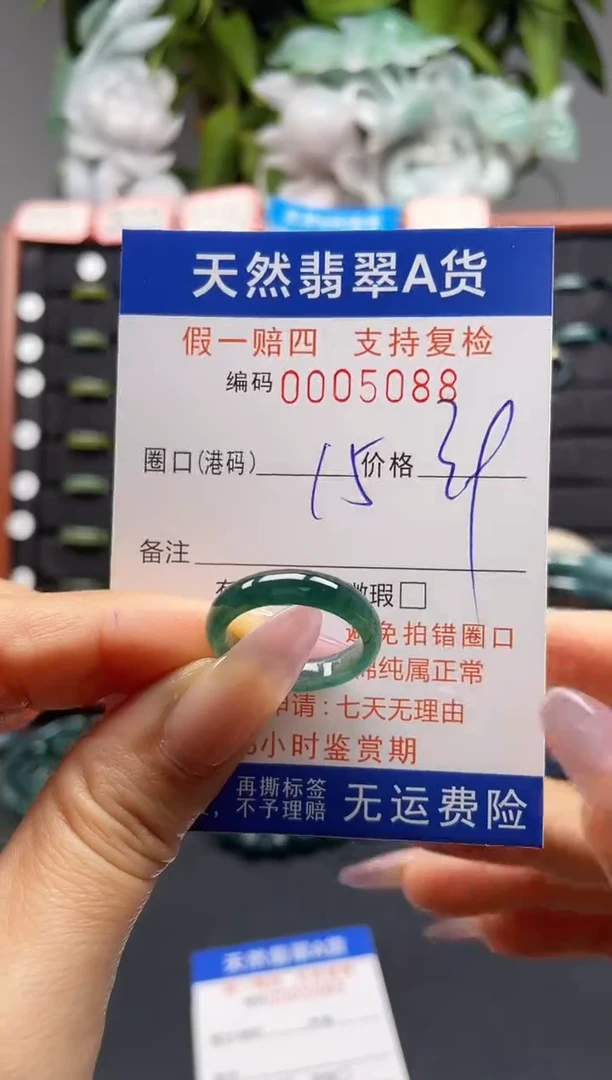 天然翡翠A货
假一赔四 支持复检
编码 0005088
圈口(港码) 15 价格
备注
瑕□
免拍错圈口
纯属正常
申请:七天无理由
小时鉴赏期
再撕标签
,不予理赔 无运费险
天然翡翠A货